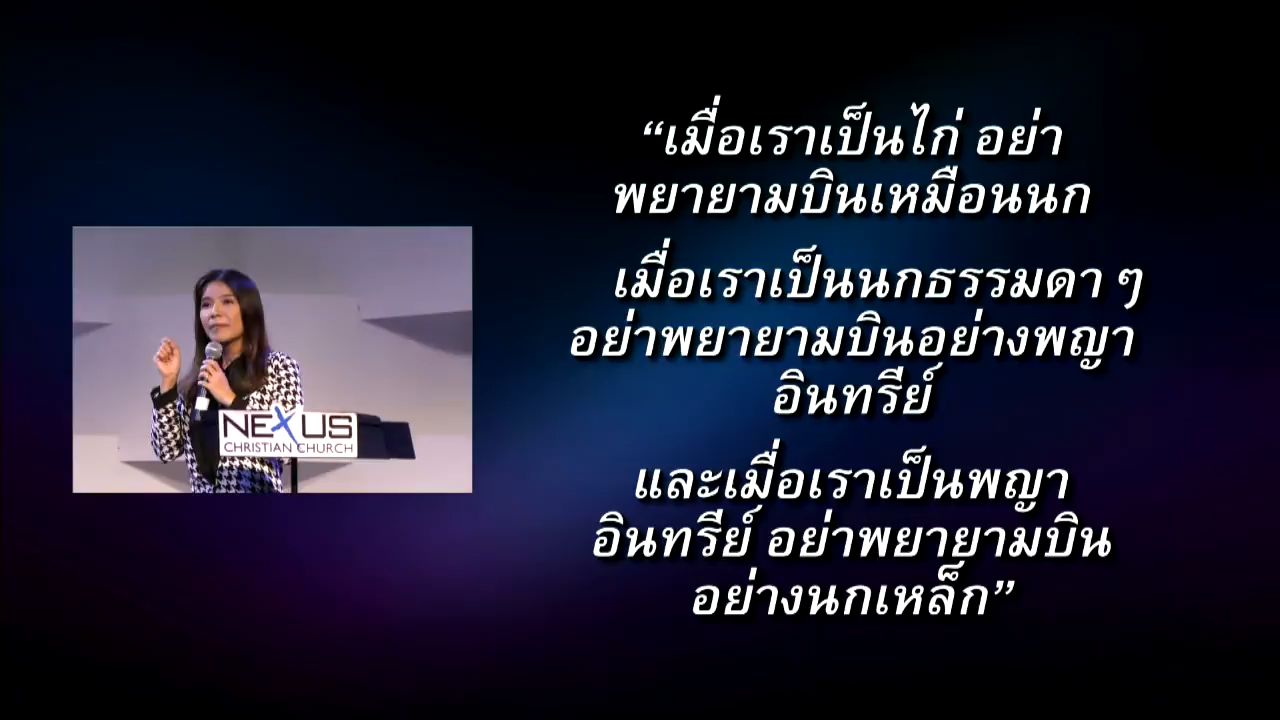 “เมื่อเราเป็นไก่ อย่า
พยายามบินเหมือนนก
เมื่อเราเป็นนกธรรมดา ๆ
อย่าพยายามบินอย่างพญา
อินทรีย์
และเมื่อเราเป็นพญา
อินทรีย์ อย่าพยายามบิน
อย่างนกเหล็ก”
NEXUS
CHRISTIAN CHURCH